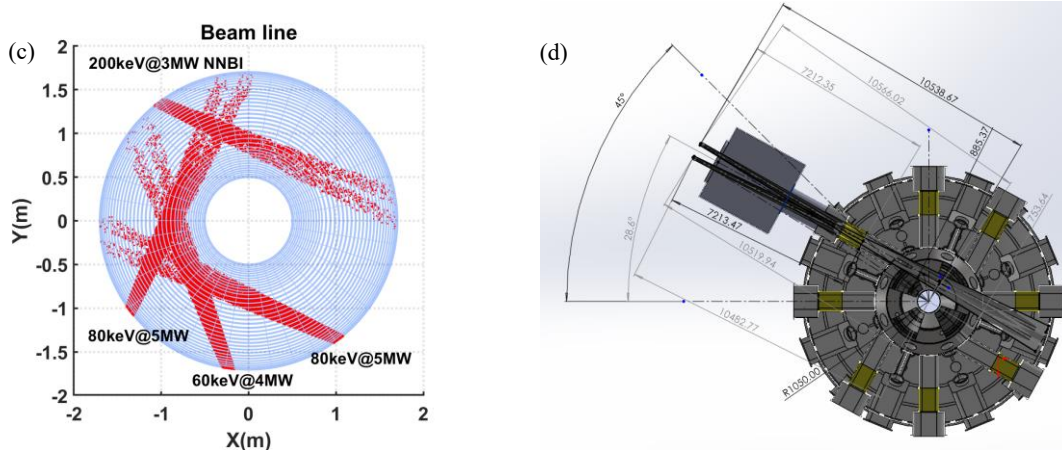 (c)
Beam line
200keV@3MW NNBI
80keV@5MW
60keV@4MW
80keV@5MW
Y(m)
2
1.5
1
0.5
0
-0.5
-1
-1.5
-2
-2
-1
0
1
2
X(m)
(d)
45°
28.6°
7212.35
10566.02
10538.67
885.37
753.64
7213.47
10519.94
10482.77
R1050.00